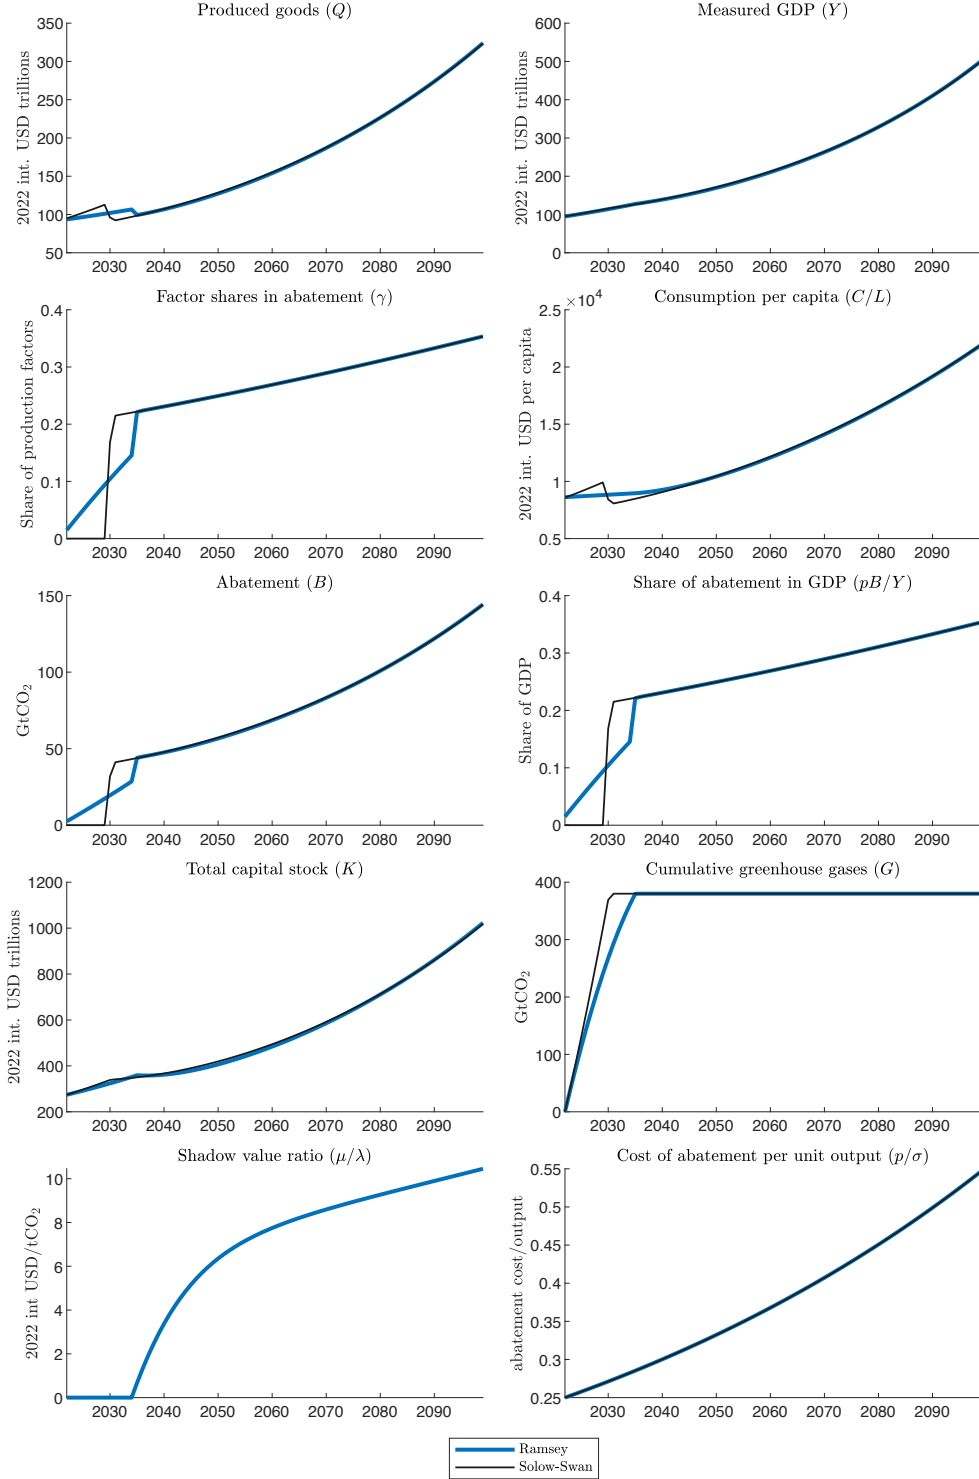 Produced goods (Q)
2022 int. USD trillions
350
300
250
200
150
100
50
2030 2040 2050 2060 2070 2080 2090
Measured GDP (Y)
2022 int. USD trillions
600
500
400
300
200
100
0
2030 2040 2050 2060 2070 2080 2090
Factor shares in abatement (γ)
Share of production factors
0.4
0.3
0.2
0.1
0
2030 2040 2050 2060 2070 2080 2090
Consumption per capita (C/L)
×10⁴
2022 int. USD per capita
2.5
2
1.5
1
0.5
2030 2040 2050 2060 2070 2080 2090
Abatement (B)
GtCO₂
150
100
50
0
2030 2040 2050 2060 2070 2080 2090
Share of abatement in GDP (pB/Y)
Share of GDP
0.4
0.3
0.2
0.1
0
2030 2040 2050 2060 2070 2080 2090
Total capital stock (K)
2022 int. USD trillions
1200
1000
800
600
400
200
2030 2040 2050 2060 2070 2080 2090
Cumulative greenhouse gases (G)
GtCO₂
400
300
200
100
0
2030 2040 2050 2060 2070 2080 2090
Shadow value ratio (μ/λ)
2022 int USD/tCO₂
10
8
6
4
2
0
2030 2040 2050 2060 2070 2080 2090
Cost of abatement per unit output (p/σ)
abatement cost/output
0.55
0.5
0.45
0.4
0.35
0.3
0.25
2030 2040 2050 2060 2070 2080 2090
Ramsey
Solow-Swan